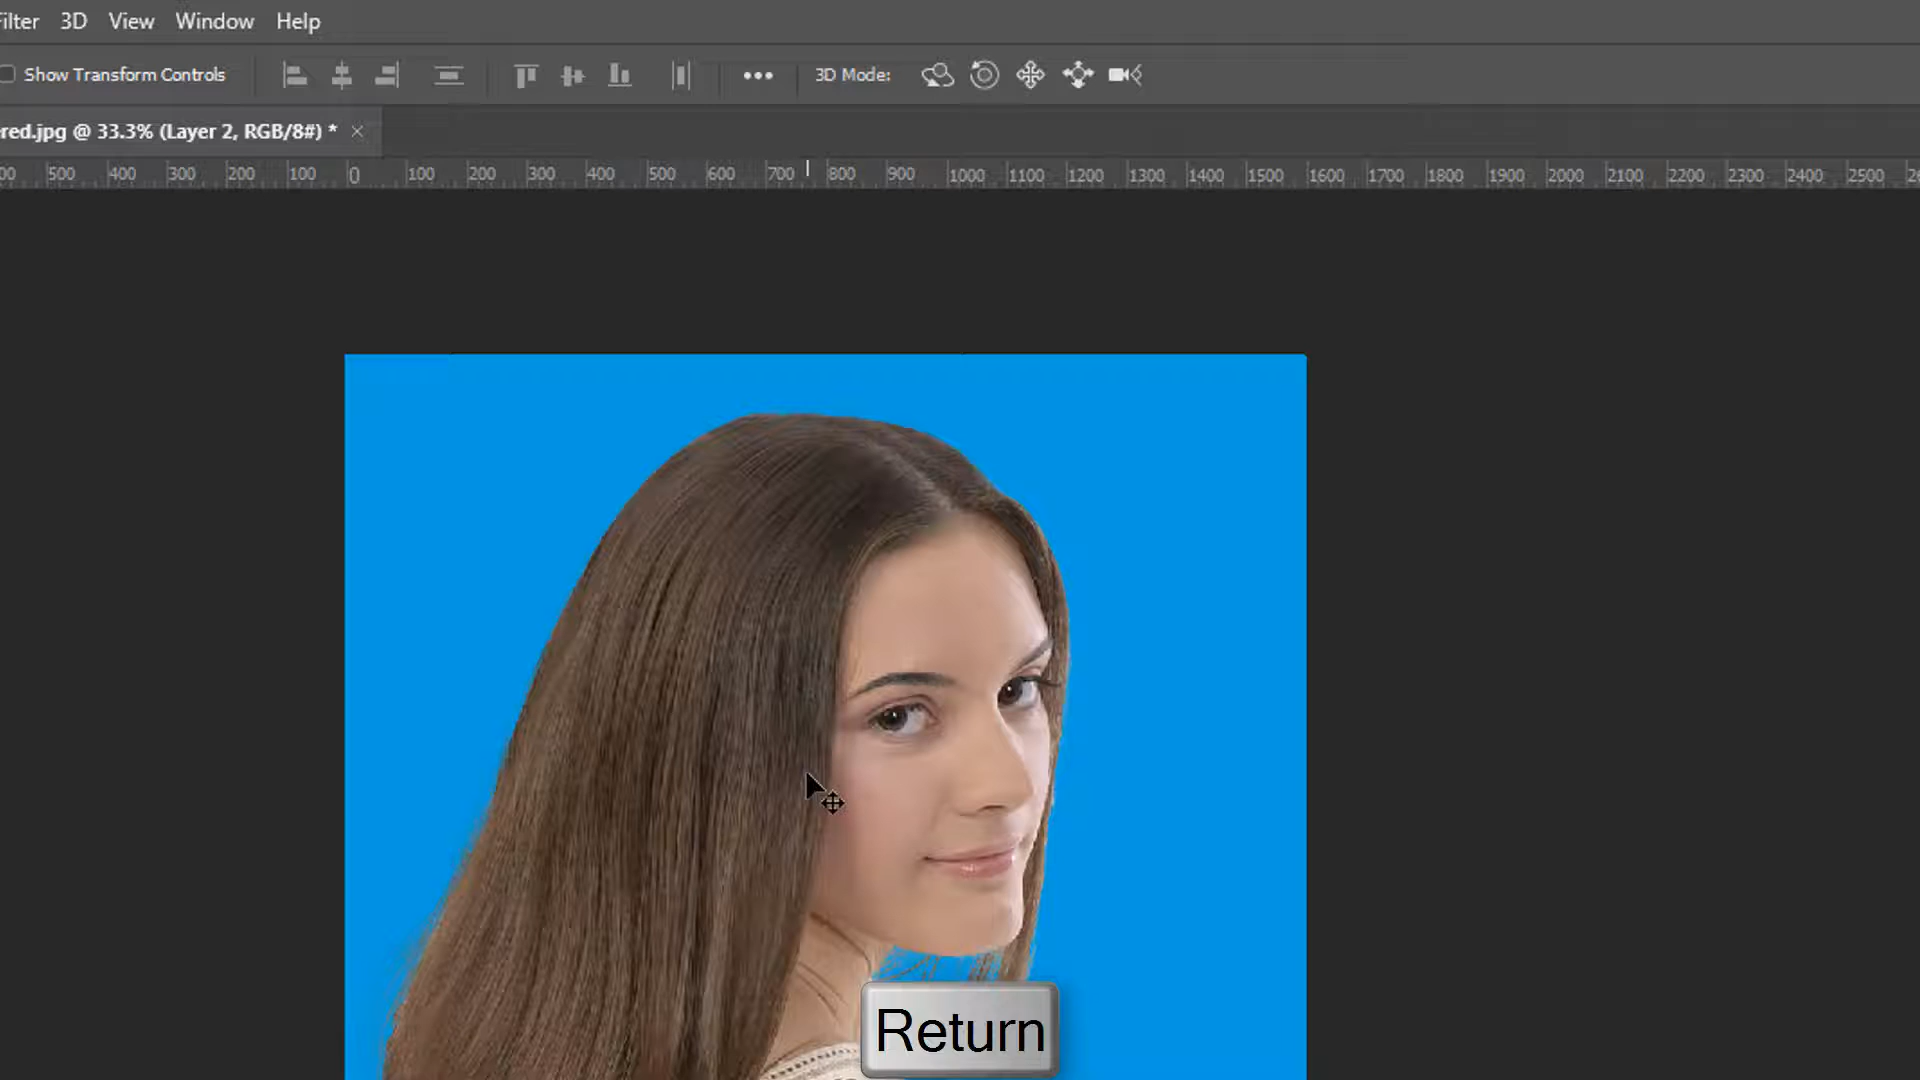 Filter 3D View Window Help
Show Transform Controls 3D Mode:
red.jpg @ 33.3% (Layer 2, RGB/8#) * ×
500 400 300 200 100 0 100 200 300 400 500 600 700 800 900 1000 1100 1200 1300 1400 1500 1600 1700 1800 1900 2000 2100 2200 2300 2400 2500
Return